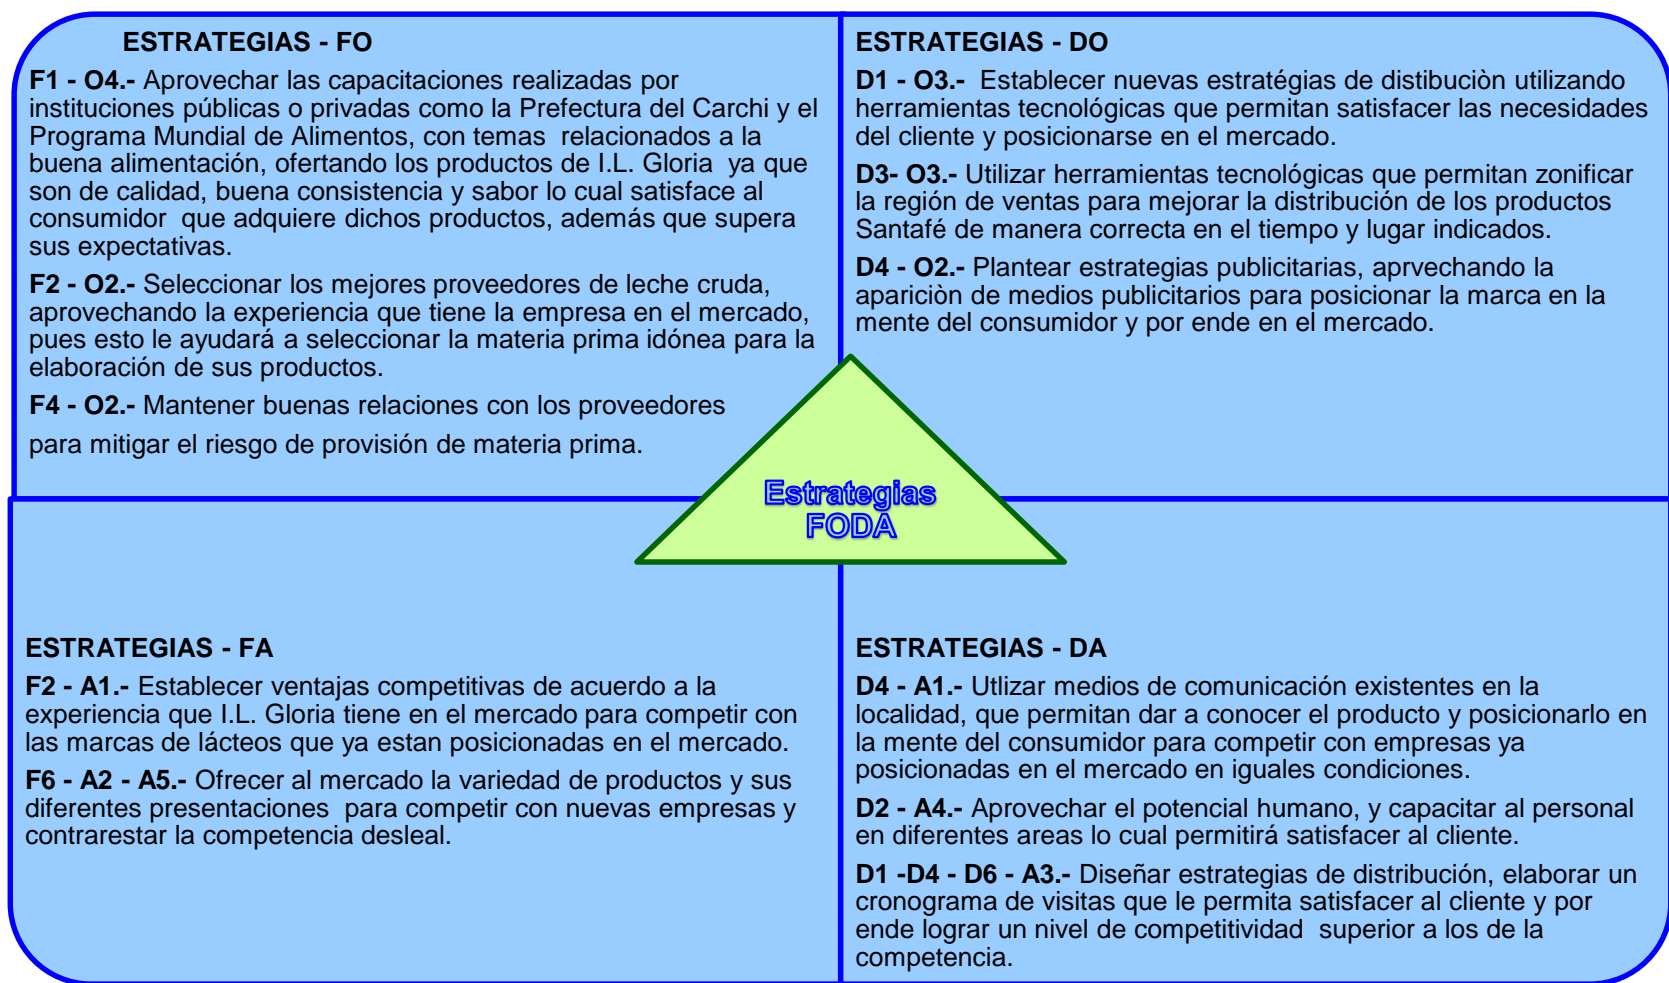 ESTRATEGIAS - FO
F1 - O4.- Aprovechar las capacitaciones realizadas por
instituciones públicas o privadas como la Prefectura del Carchi y el
Programa Mundial de Alimentos, con temas  relacionados a la
buena alimentación, ofertando los productos de I.L. Gloria  ya que
son de calidad, buena consistencia y sabor lo cual satisface al
consumidor  que adquiere dichos productos, además que supera
sus expectativas.
F2 - O2.- Seleccionar los mejores proveedores de leche cruda,
aprovechando la experiencia que tiene la empresa en el mercado,
pues esto le ayudará a seleccionar la materia prima idónea para la
elaboración de sus productos.
F4 - O2.- Mantener buenas relaciones con los proveedores
para mitigar el riesgo de provisión de materia prima.
ESTRATEGIAS - DO
D1 - O3.-  Establecer nuevas estratégias de distibuciòn utilizando
herramientas tecnológicas que permitan satisfacer las necesidades
del cliente y posicionarse en el mercado.
D3- O3.- Utilizar herramientas tecnológicas que permitan zonificar
la región de ventas para mejorar la distribución de los productos
Santafé de manera correcta en el tiempo y lugar indicados.
D4 - O2.- Plantear estrategias publicitarias, aprvechando la
apariciòn de medios publicitarios para posicionar la marca en la
mente del consumidor y por ende en el mercado.
Estrategias
FODA
ESTRATEGIAS - FA
F2 - A1.- Establecer ventajas competitivas de acuerdo a la
experiencia que I.L. Gloria tiene en el mercado para competir con
las marcas de lácteos que ya estan posicionadas en el mercado.
F6 - A2 - A5.- Ofrecer al mercado la variedad de productos y sus
diferentes presentaciones  para competir con nuevas empresas y
contrarestar la competencia desleal.
ESTRATEGIAS - DA
D4 - A1.- Utlizar medios de comunicación existentes en la
localidad, que permitan dar a conocer el producto y posicionarlo en
la mente del consumidor para competir con empresas ya
posicionadas en el mercado en iguales condiciones.
D2 - A4.- Aprovechar el potencial humano, y capacitar al personal
en diferentes areas lo cual permitirá satisfacer al cliente.
D1 -D4 - D6 - A3.- Diseñar estrategias de distribución, elaborar un
cronograma de visitas que le permita satisfacer al cliente y por
ende lograr un nivel de competitividad  superior a los de la
competencia.